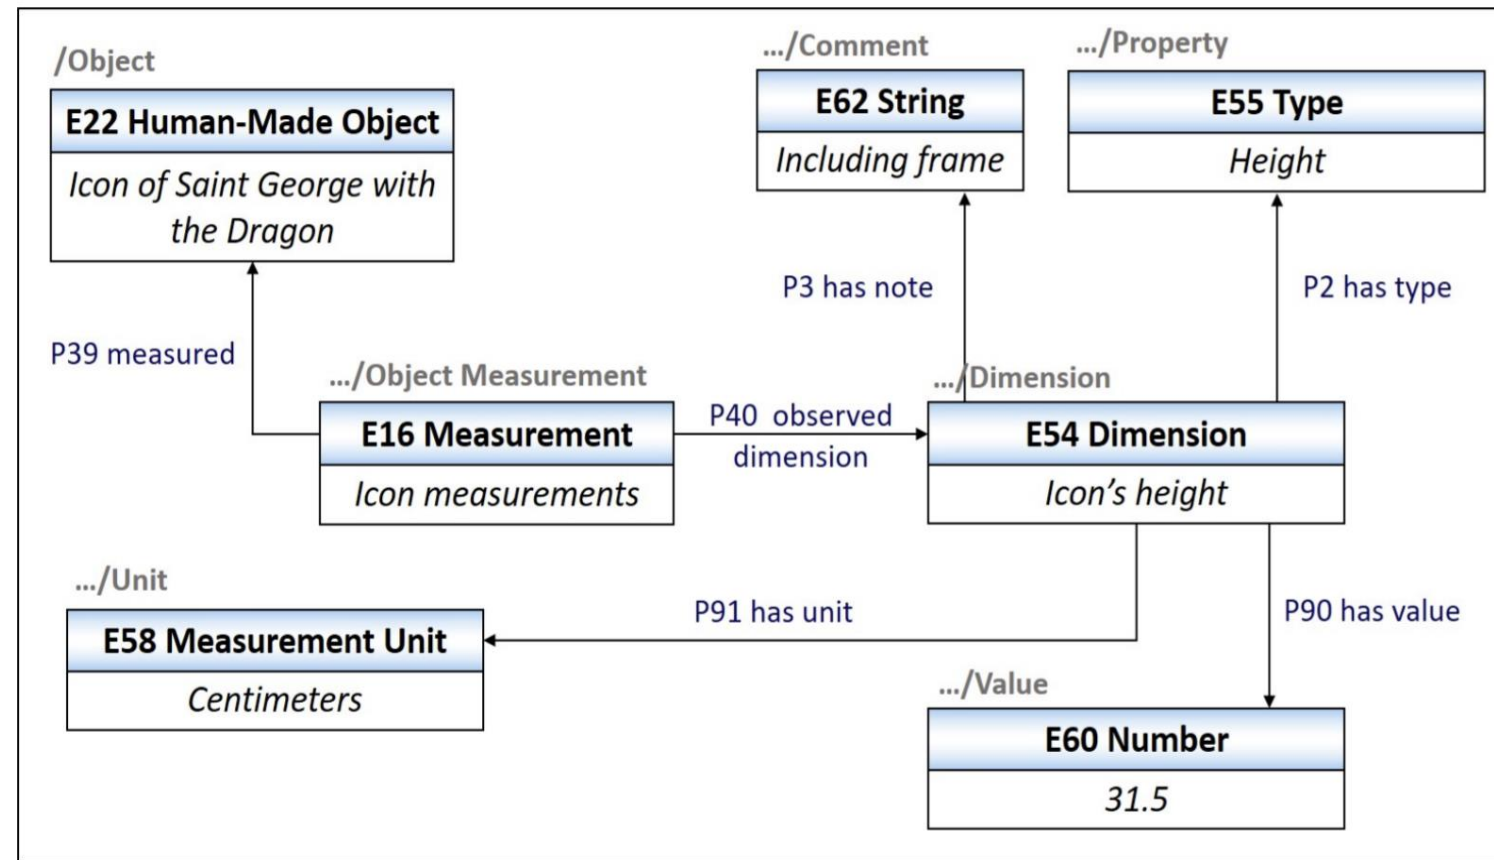 /Object
E22 Human-Made Object
Icon of Saint George with
the Dragon
.../Comment
E62 String
Including frame
.../Property
E55 Type
Height
P39 measured
P3 has note
P2 has type
.../Object Measurement
E16 Measurement
Icon measurements
P40 observed
dimension
.../Dimension
E54 Dimension
Icon’s height
.../Unit
E58 Measurement Unit
Centimeters
P91 has unit
P90 has value
.../Value
E60 Number
31.5